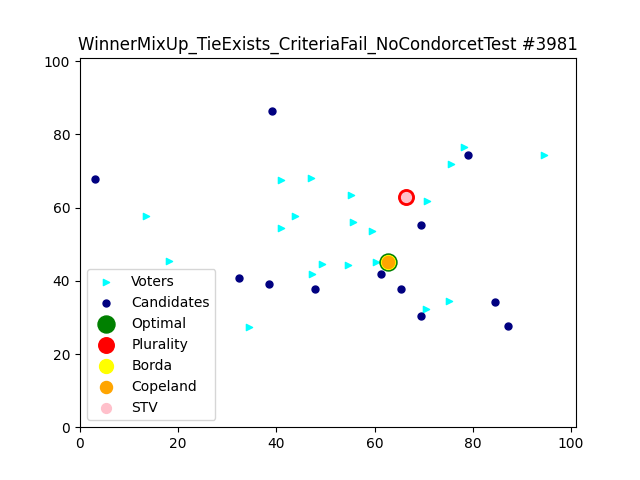 WinnerMixUp_TieExists_CriteriaFail_NoCondorcetTest #3981
100
80
60
40
20
0
Voters
Candidates
Optimal
Plurality
Borda
Copeland
STV
0 20 40 60 80 100